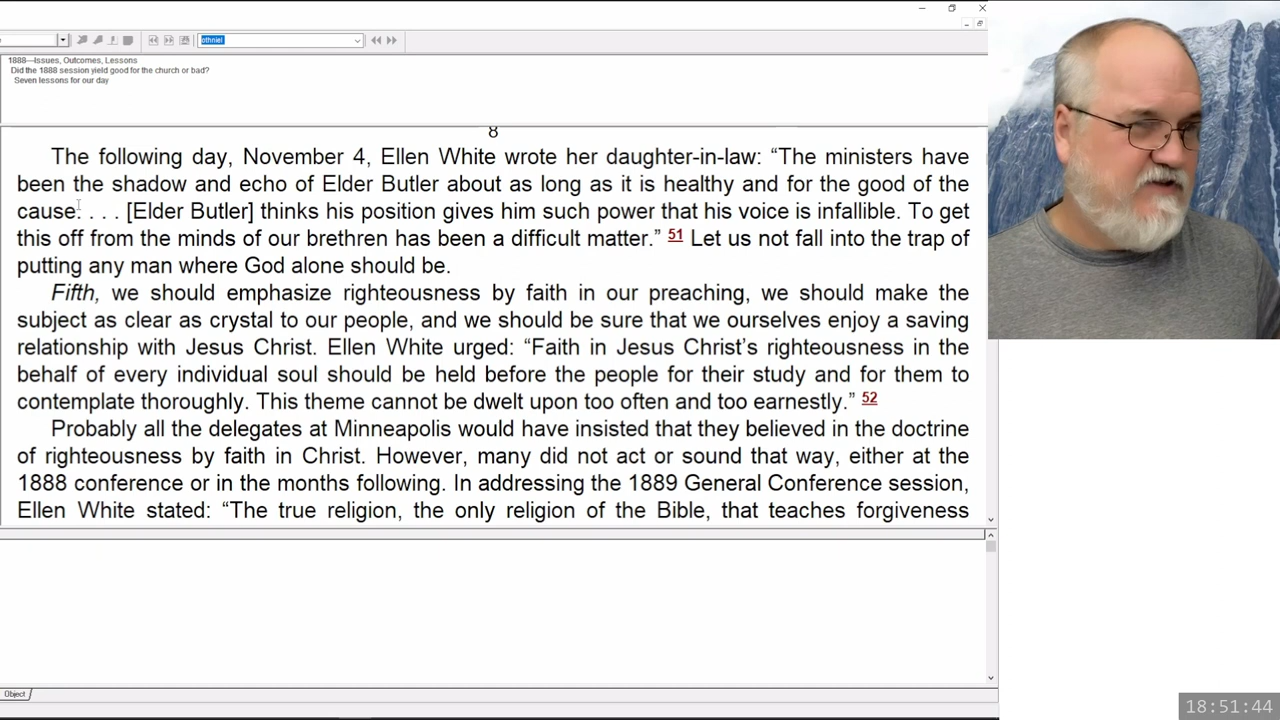 othniel
1888—Issues, Outcomes, Lessons
Did the 1888 session yield good for the church or bad?
Seven lessons for our day
8
The following day, November 4, Ellen White wrote her daughter-in-law: “The ministers have
been the shadow and echo of Elder Butler about as long as it is healthy and for the good of the
cause. . . . [Elder Butler] thinks his position gives him such power that his voice is infallible. To get
this off from the minds of our brethren has been a difficult matter.” 51 Let us not fall into the trap of
putting any man where God alone should be.
Fifth, we should emphasize righteousness by faith in our preaching, we should make the
subject as clear as crystal to our people, and we should be sure that we ourselves enjoy a saving
relationship with Jesus Christ. Ellen White urged: “Faith in Jesus Christ’s righteousness in the
behalf of every individual soul should be held before the people for their study and for them to
contemplate thoroughly. This theme cannot be dwelt upon too often and too earnestly.” 52
Probably all the delegates at Minneapolis would have insisted that they believed in the doctrine
of righteousness by faith in Christ. However, many did not act or sound that way, either at the
1888 conference or in the months following. In addressing the 1889 General Conference session,
Ellen White stated: “The true religion, the only religion of the Bible, that teaches forgiveness
Object
18:51:44